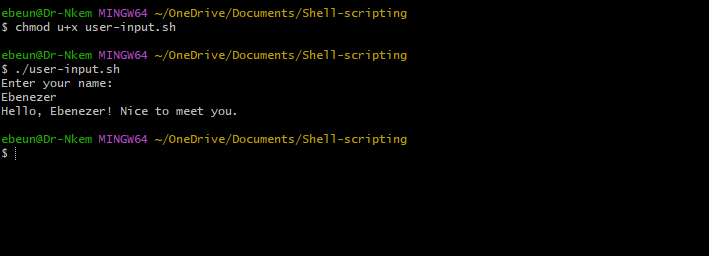 ebeun@Dr-Nkem MINGW64 ~/OneDrive/Documents/Shell-scripting
$ chmod u+x user-input.sh
ebeun@Dr-Nkem MINGW64 ~/OneDrive/Documents/Shell-scripting
$ ./user-input.sh
Enter your name:
Ebenezer
Hello, Ebenezer! Nice to meet you.
ebeun@Dr-Nkem MINGW64 ~/OneDrive/Documents/Shell-scripting
$